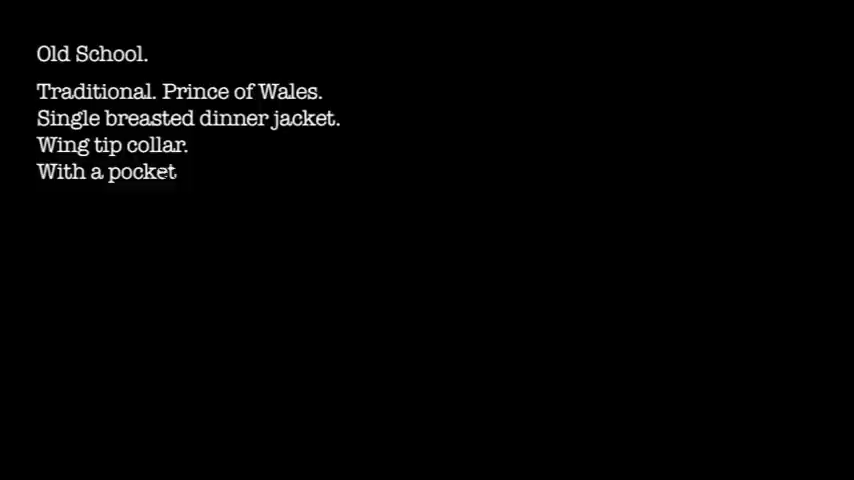 Old School.
Traditional. Prince of Wales.
Single breasted dinner jacket.
Wing tip collar.
With a pocket